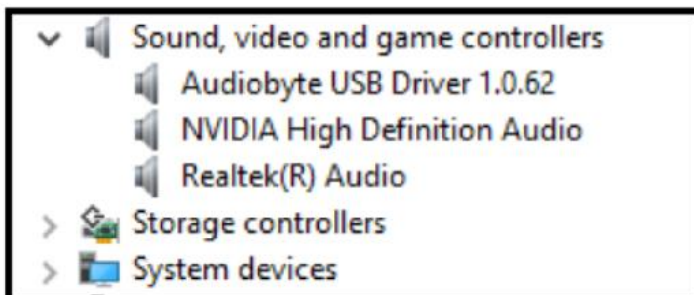 Sound, video and game controllers
Audiobyte USB Driver 1.0.62
NVIDIA High Definition Audio
Realtek(R) Audio
Storage controllers
System devices